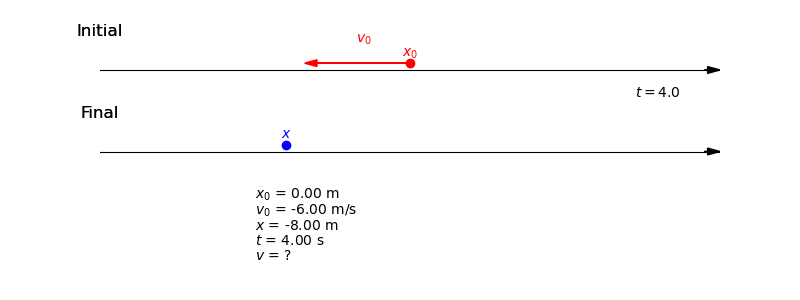 Initial
v₀
x₀
t = 4.0
Final
x
x₀ = 0.00 m
v₀ = -6.00 m/s
x = -8.00 m
t = 4.00 s
v = ?